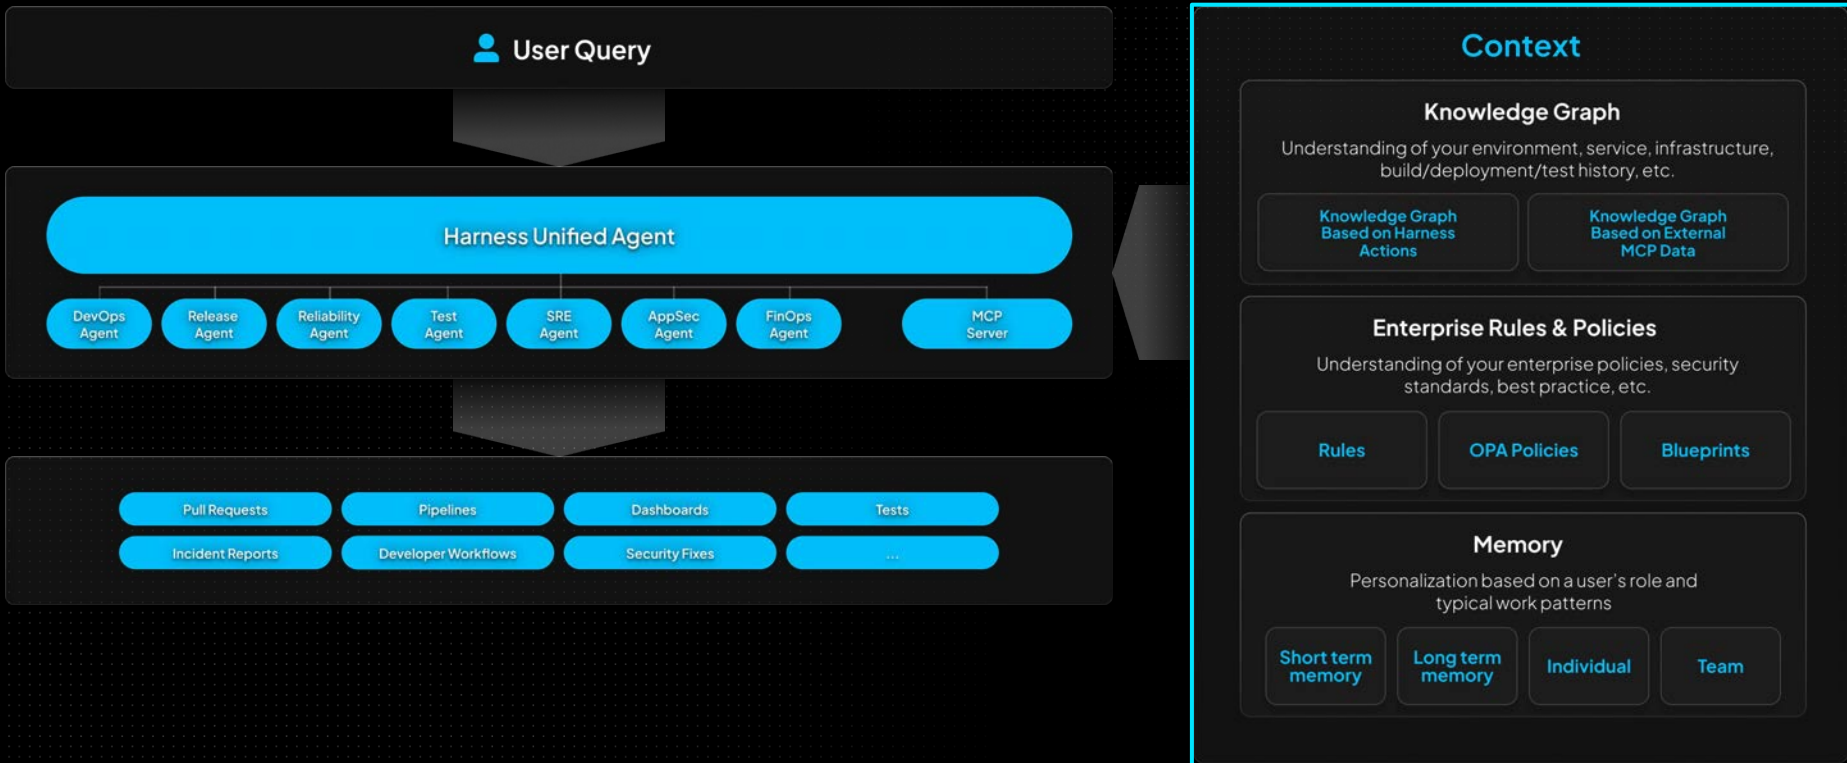 User Query
Harness Unified Agent
DevOps
Agent
Release
Agent
Reliability
Agent
Test
Agent
SRE
Agent
AppSec
Agent
FinOps
Agent
MCP
Server
Pull Requests
Pipelines
Dashboards
Tests
Incident Reports
Developer Workflows
Security Fixes
...
Context
Knowledge Graph
Understanding of your environment, service, infrastructure,
build/deployment/test history, etc.
Knowledge Graph
Based on Harness
Actions
Knowledge Graph
Based on External
MCP Data
Enterprise Rules & Policies
Understanding of your enterprise policies, security
standards, best practice, etc.
Rules
OPA Policies
Blueprints
Memory
Personalization based on a user's role and
typical work patterns
Short term
memory
Long term
memory
Individual
Team